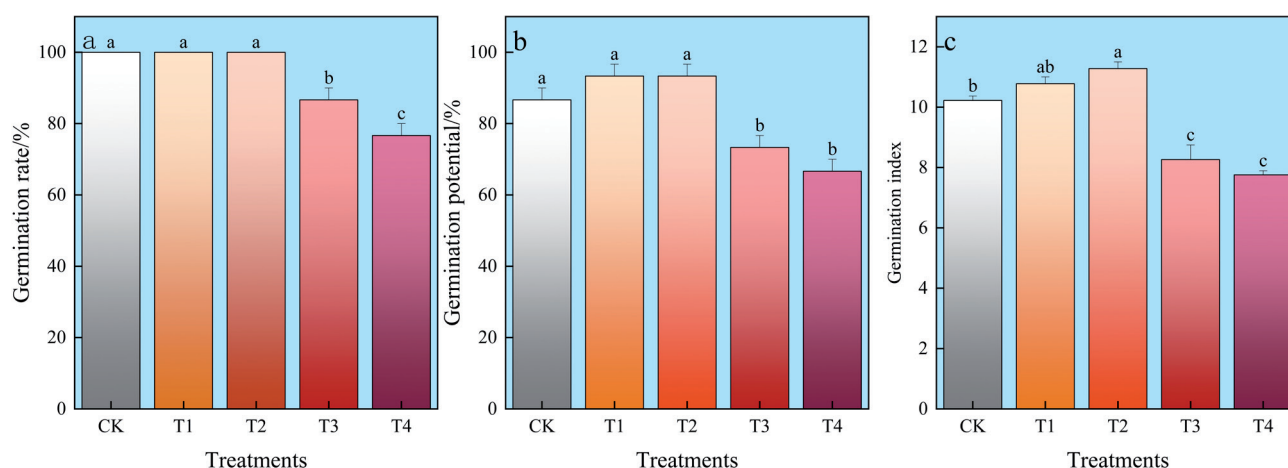 a
a a a b c
Germination rate/%
100
80
60
40
20
0
CK T1 T2 T3 T4
Treatments
b
a a a b b
Germination potential/%
100
80
60
40
20
0
CK T1 T2 T3 T4
Treatments
c
b ab a c c
Germination index
12
10
8
6
4
2
0
CK T1 T2 T3 T4
Treatments